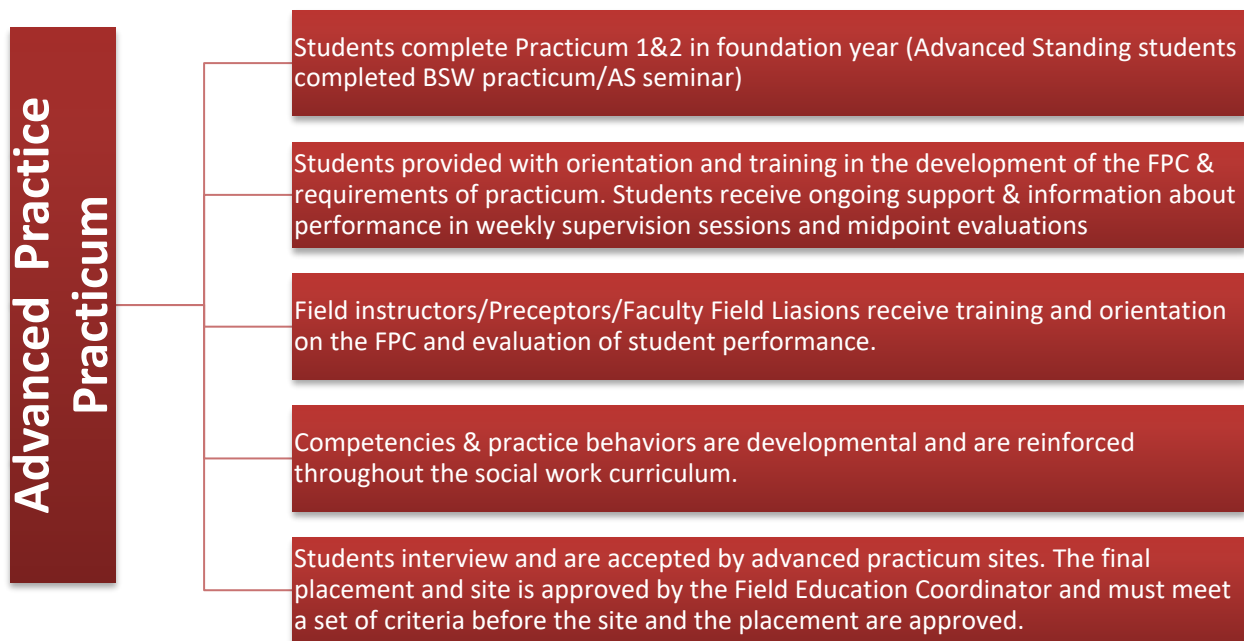 Advanced Practice
Practicum
Students complete Practicum 1&2 in foundation year (Advanced Standing students
completed BSW practicum/AS seminar)
Students provided with orientation and training in the development of the FPC &
requirements of practicum. Students receive ongoing support & information about
performance in weekly supervision sessions and midpoint evaluations
Field instructors/Preceptors/Faculty Field Liasions receive training and orientation
on the FPC and evaluation of student performance.
Competencies & practice behaviors are developmental and are reinforced
throughout the social work curriculum.
Students interview and are accepted by advanced practicum sites. The final
placement and site is approved by the Field Education Coordinator and must meet
a set of criteria before the site and the placement are approved.